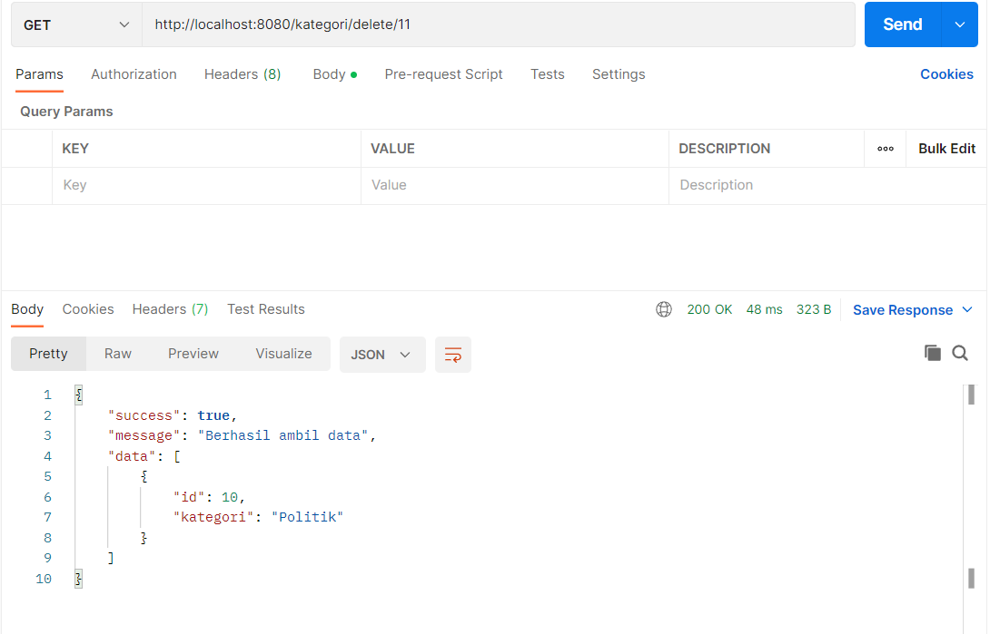 GET http://localhost:8080/kategori/delete/11 Send
Params Authorization Headers (8) Body Pre-request Script Tests Settings Cookies
Query Params
KEY VALUE DESCRIPTION Bulk Edit
Key Value Description
Body Cookies Headers (7) Test Results 200 OK 48 ms 323 B Save Response
Pretty Raw Preview Visualize JSON
1 {
2 "success": true,
3 "message": "Berhasil ambil data",
4 "data": [
5 {
6 "id": 10,
7 "kategori": "Politik"
8 }
9 ]
10 }